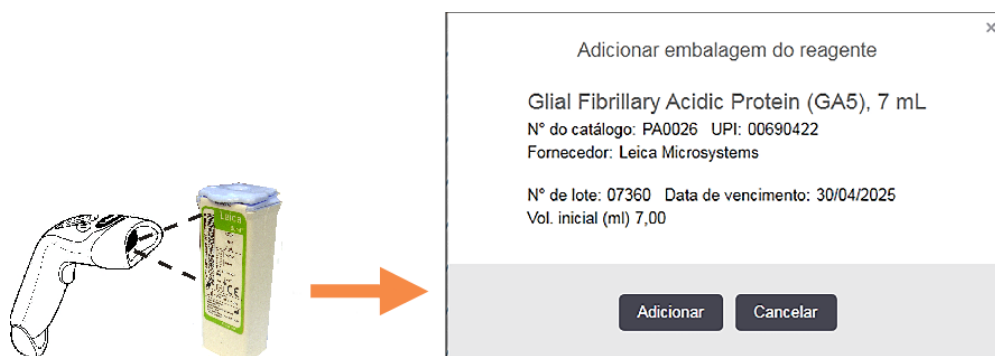 Adicionar embalagem do reagente
×
Glial Fibrillary Acidic Protein (GA5), 7 mL
N° do catálogo: PA0026 UPI: 00690422
Fornecedor: Leica Microsystems
N° de lote: 07360 Data de vencimento: 30/04/2025
Vol. inicial (ml) 7,00
Adicionar
Cancelar
Leica